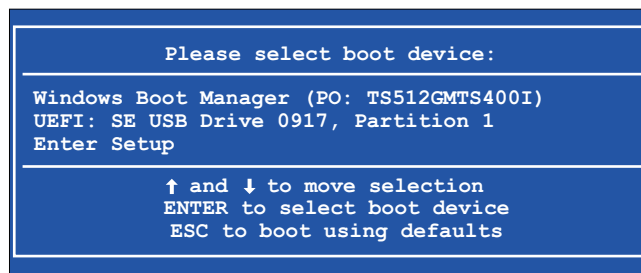 Please select boot device:
Windows Boot Manager (PO: TS512GMTS400I)
UEFI: SE USB Drive 0917, Partition 1
Enter Setup
↑ and ↓ to move selection
ENTER to select boot device
ESC to boot using defaults